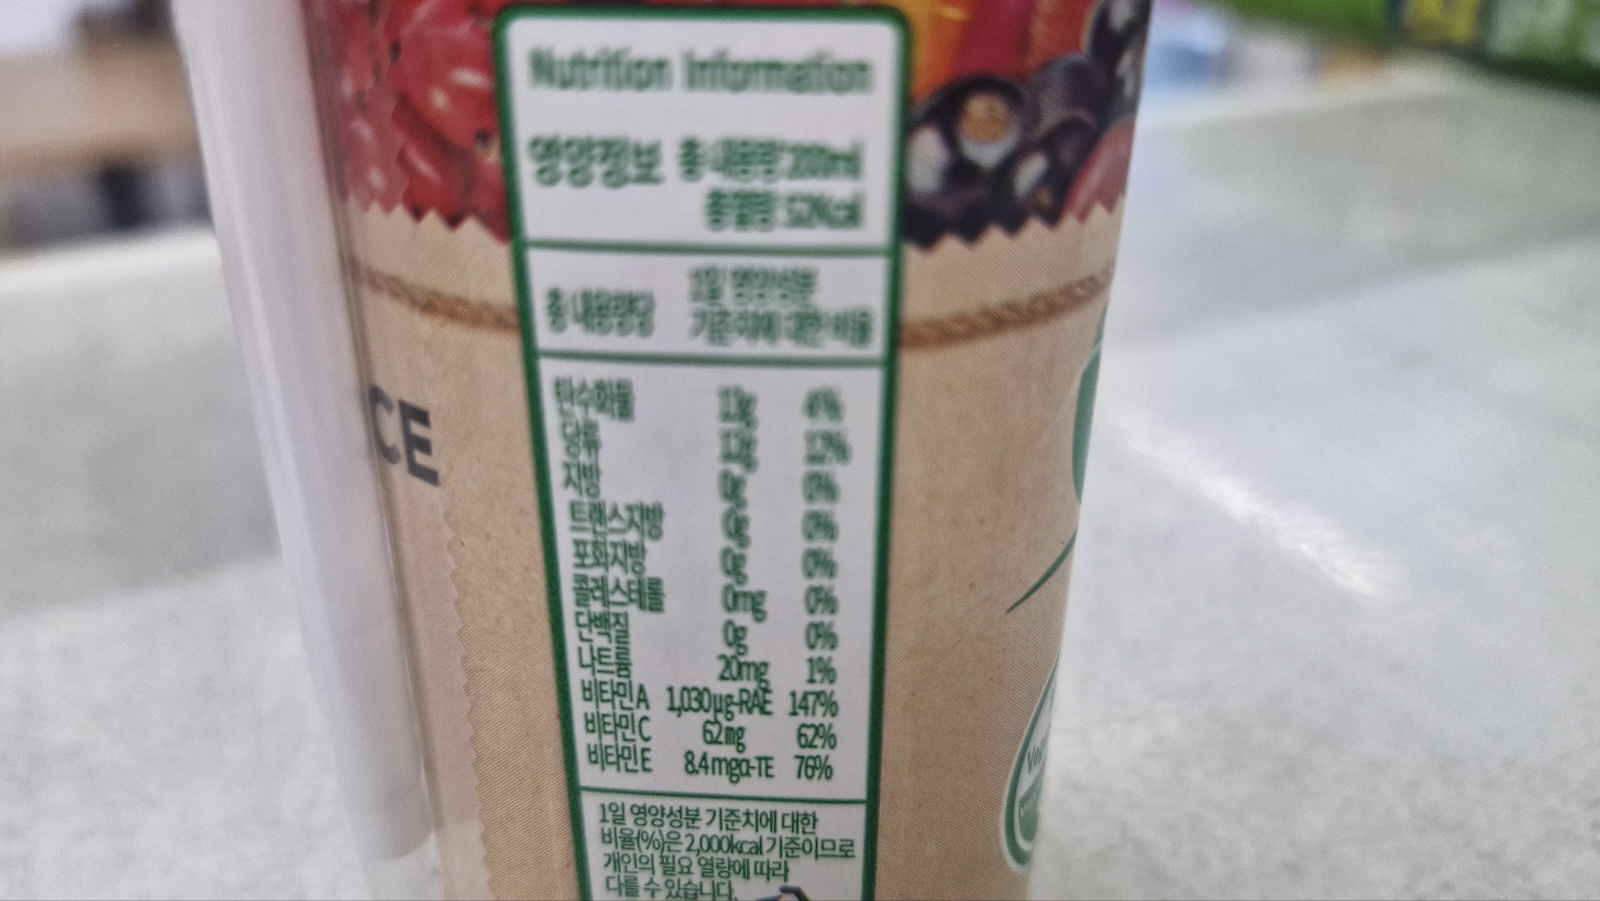 Nutrition Information
영양정보 총 내용량 200ml
총열량 52kcal
총 내용량당 1일 영양성분
기준치에 대한 비율
탄수화물 13g 4%
당류 12g 12%
지방 0g 0%
트랜스지방 0g 0%
포화지방 0g 0%
콜레스테롤 0mg 0%
단백질 0g 0%
나트륨 20mg 1%
비타민A 1,030μg-RAE 147%
비타민C 62mg 62%
비타민E 8.4mgα-TE 76%
1일 영양성분 기준치에 대한
비율(%)은 2,000kcal 기준이므로
개인의 필요 열량에 따라
다를 수 있습니다.
CE